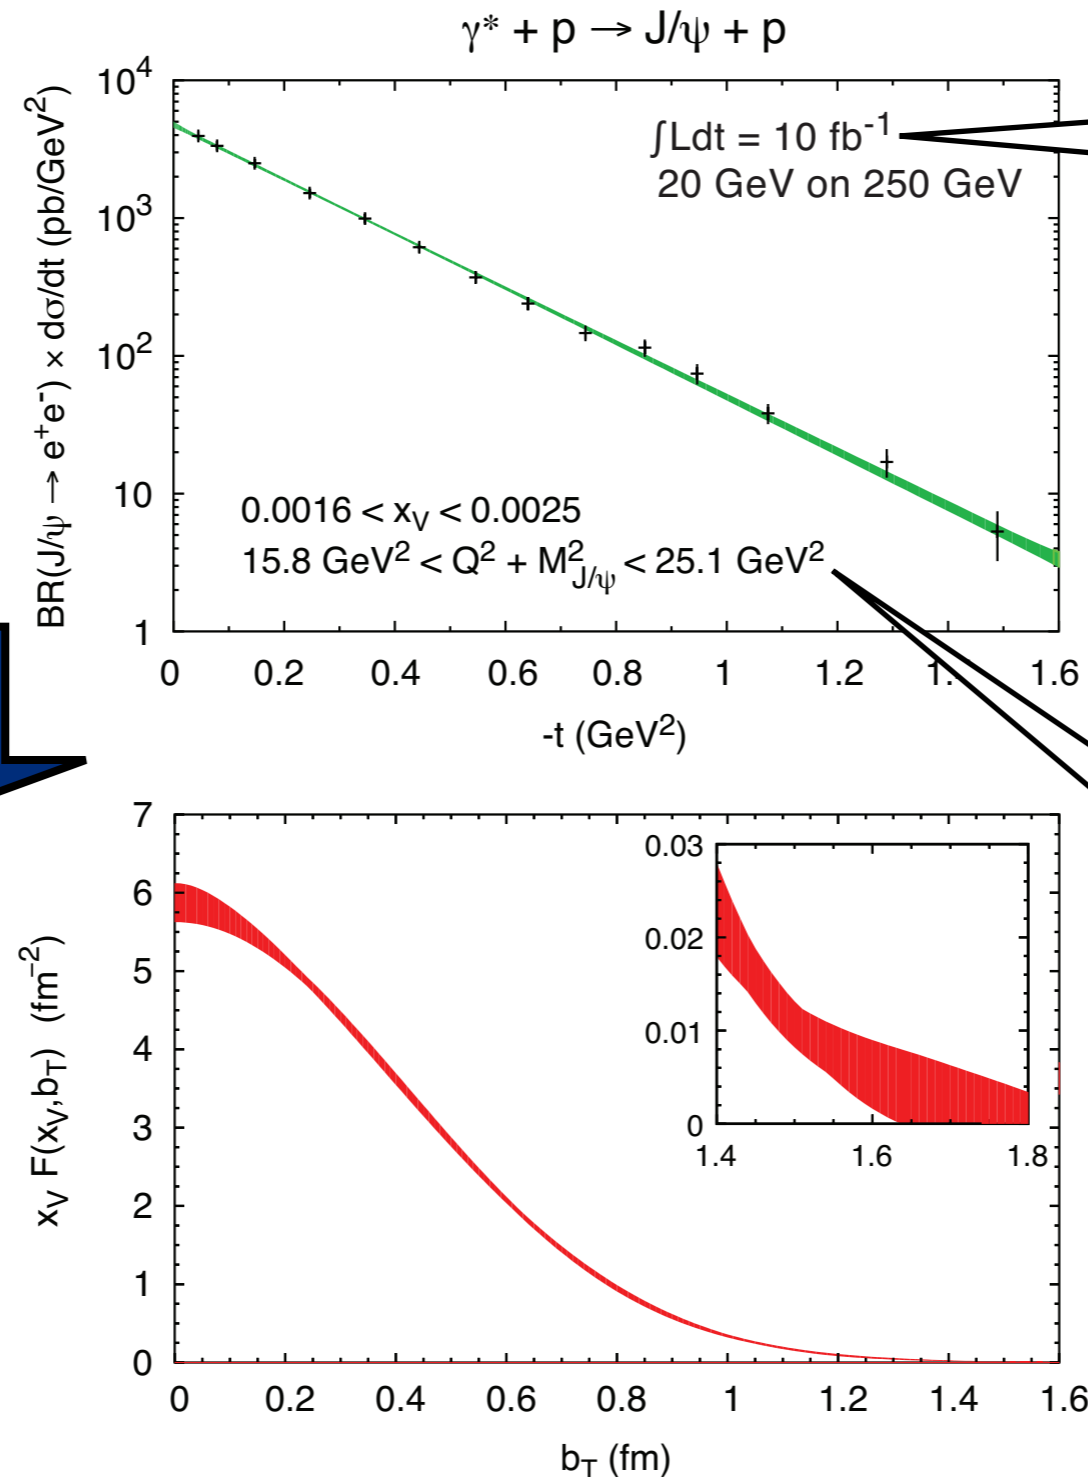 γ* + p → J/ψ + p
BR(J/ψ → e⁺e⁻) × dσ/dt (pb/GeV²)
10⁴
10³
10²
10
1
∫Ldt = 10 fb⁻¹
20 GeV on 250 GeV
0.0016 < x_V < 0.0025
15.8 GeV² < Q² + M²_J/ψ < 25.1 GeV²
0 0.2 0.4 0.6 0.8 1 1.2 1.4 1.6
-t (GeV²)
x_V F(x_V,b_T) (fm⁻²)
7
6
5
4
3
2
1
0
0.03
0.02
0.01
0
1.4 1.6 1.8
0 0.2 0.4 0.6 0.8 1 1.2 1.4 1.6
b_T (fm)